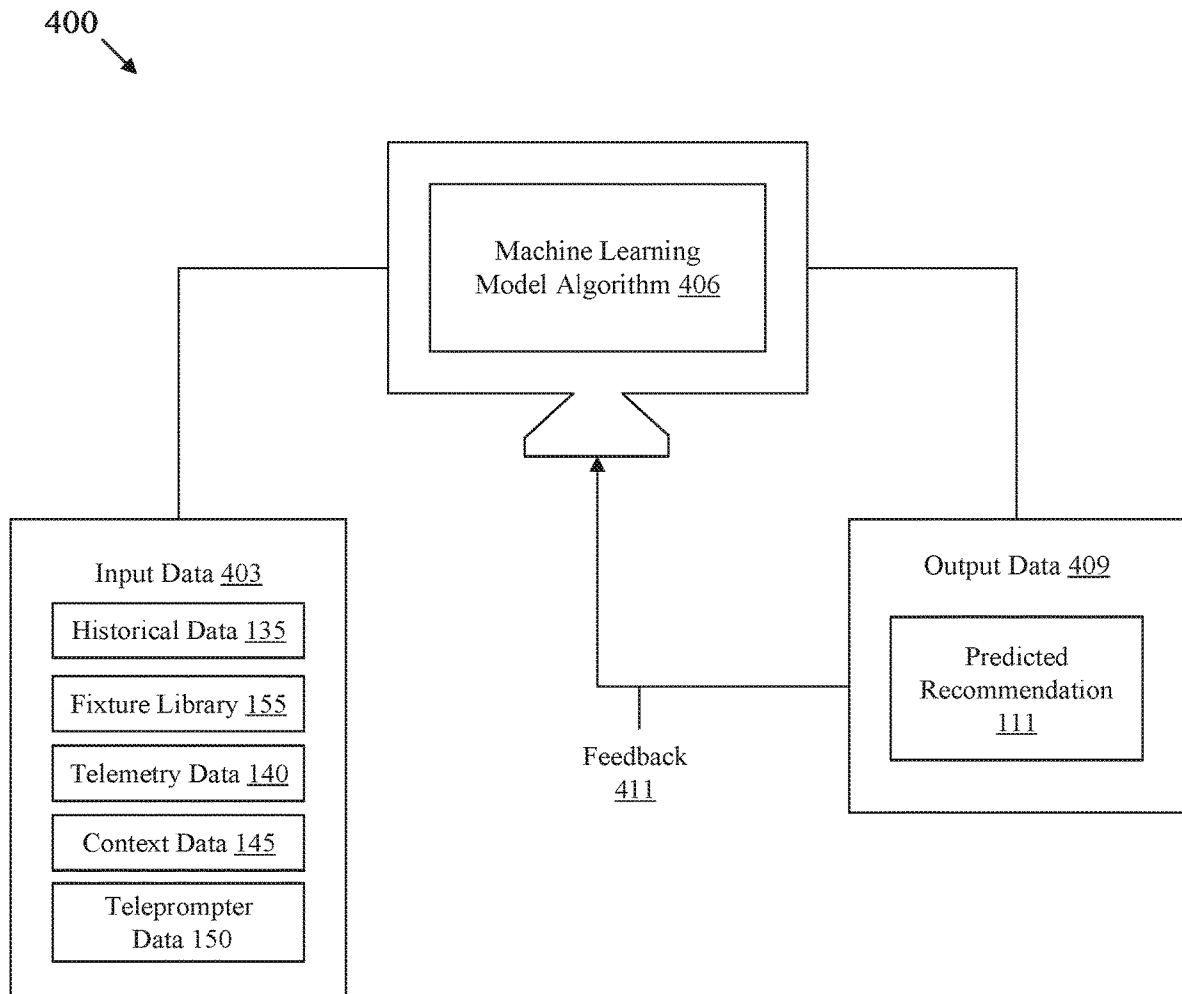 400
Machine Learning
Model Algorithm 406
Input Data 403
Historical Data 135
Fixture Library 155
Telemetry Data 140
Context Data 145
Teleprompter
Data 150
Feedback
411
Output Data 409
Predicted
Recommendation
111